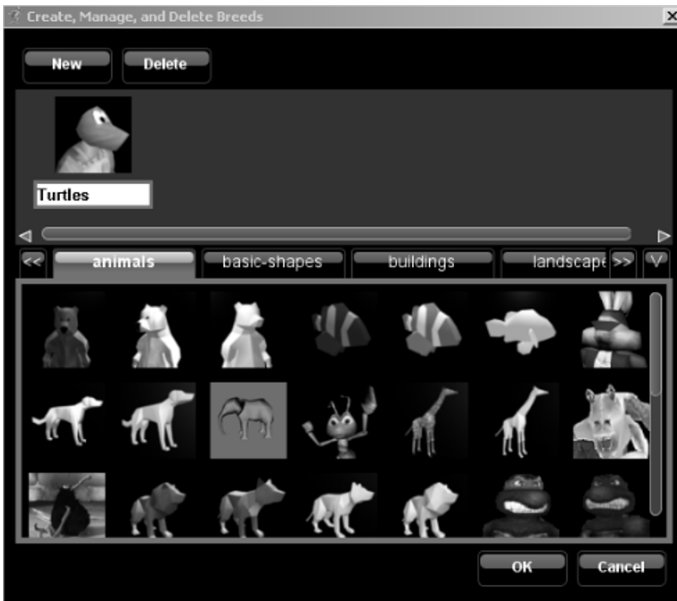 Create, Manage, and Delete Breeds
New Delete
Turtles
<< animals basic-shapes buildings landscape >> V
OK Cancel